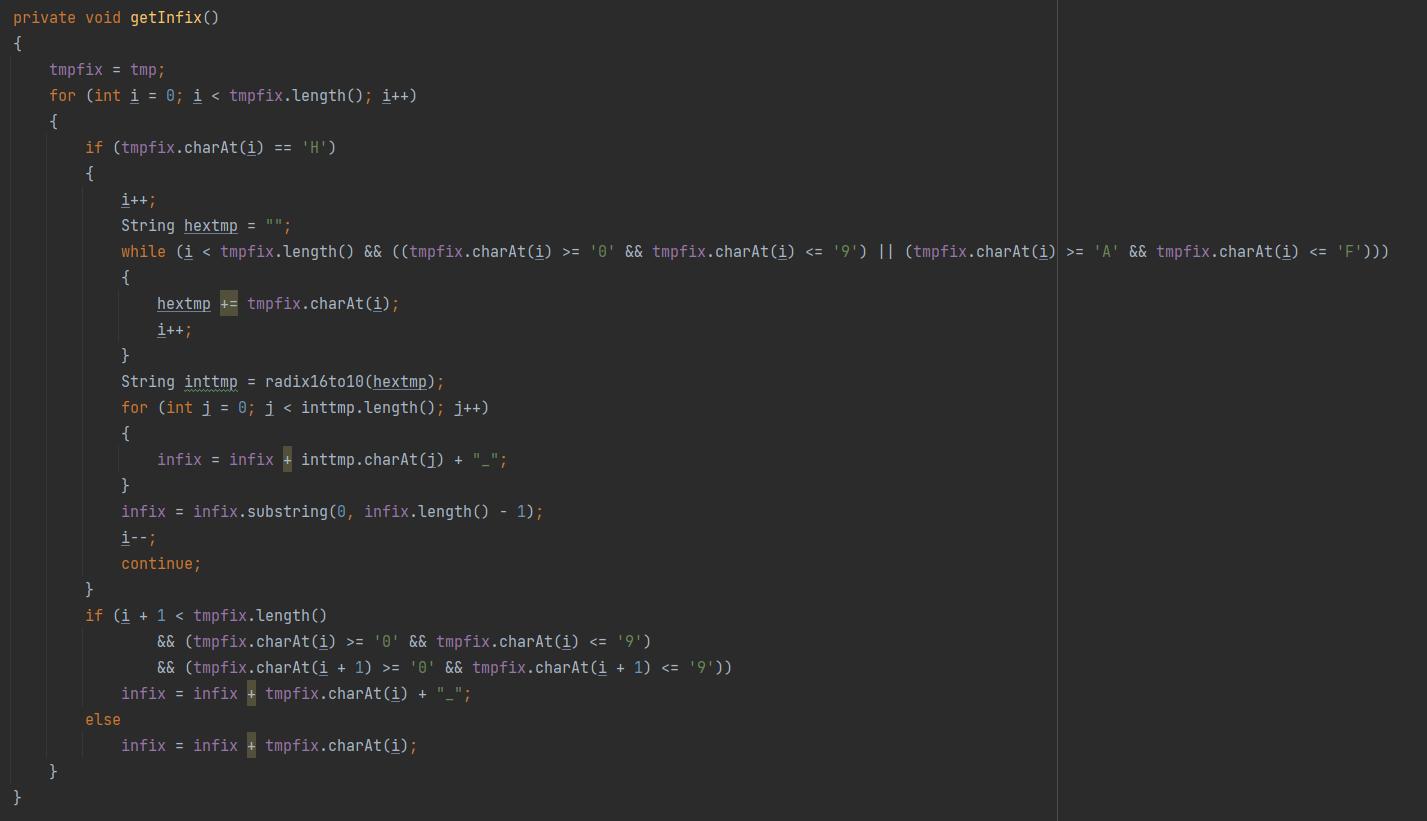 private void getInfix()
{
    tmpfix = tmp;
    for (int i = 0; i < tmpfix.length(); i++)
    {
        if (tmpfix.charAt(i) == 'H')
        {
            i++;
            String hextmp = "";
            while (i < tmpfix.length() && ((tmpfix.charAt(i) >= '0' && tmpfix.charAt(i) <= '9') || (tmpfix.charAt(i) >= 'A' && tmpfix.charAt(i) <= 'F')))
            {
                hextmp += tmpfix.charAt(i);
                i++;
            }
            String inttmp = radix16to10(hextmp);
            for (int j = 0; j < inttmp.length(); j++)
            {
                infix = infix + inttmp.charAt(j) + "_";
            }
            infix = infix.substring(0, infix.length() - 1);
            i--;
            continue;
        }
        if (i + 1 < tmpfix.length()
                && (tmpfix.charAt(i) >= '0' && tmpfix.charAt(i) <= '9')
                && (tmpfix.charAt(i + 1) >= '0' && tmpfix.charAt(i + 1) <= '9'))
            infix = infix + tmpfix.charAt(i) + "_";
        else
            infix = infix + tmpfix.charAt(i);
    }
}